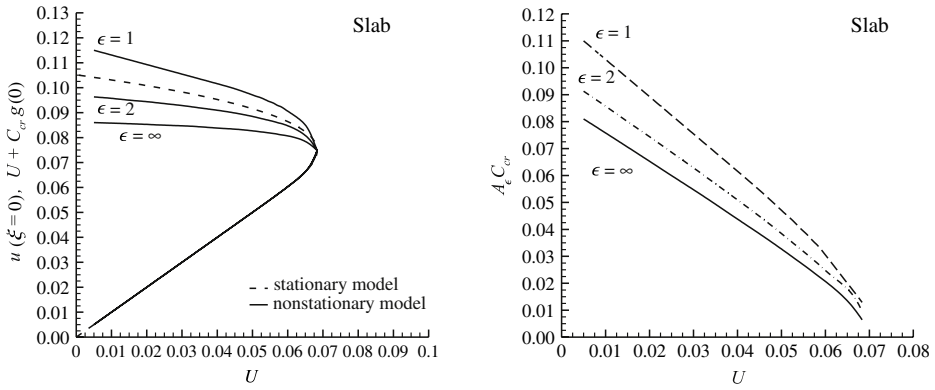 Slab
u (ξ = 0), U + C_cr g (0)
0.13
0.12
0.11
0.10
0.09
0.08
0.07
0.06
0.05
0.04
0.03
0.02
0.01
0.00
ϵ = 1
ϵ = 2
ϵ = ∞
stationary model
nonstationary model
0 0.01 0.02 0.03 0.04 0.05 0.06 0.07 0.08 0.09 0.1
U
Slab
A_ϵ C_cr
0.12
0.11
0.10
0.09
0.08
0.07
0.06
0.05
0.04
0.03
0.02
0.01
0.00
ϵ = 1
ϵ = 2
ϵ = ∞
0 0.01 0.02 0.03 0.04 0.05 0.06 0.07 0.08
U